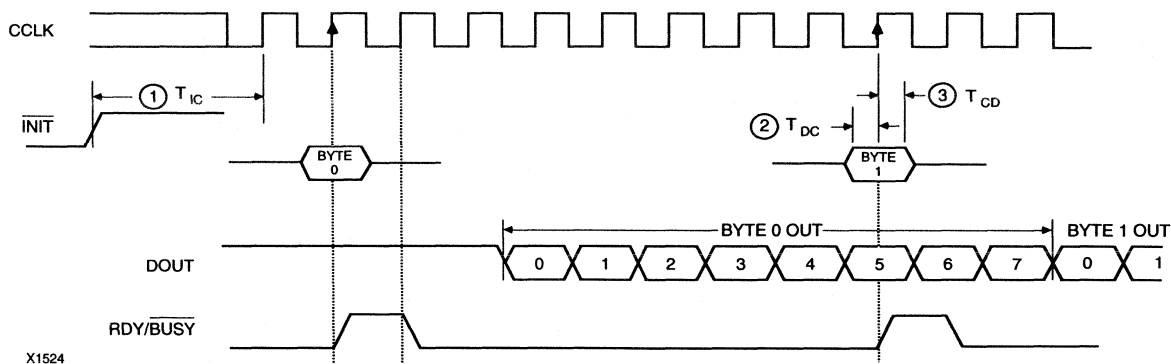 CCLK
① T IC
INIT
③ T CD
② T DC
BYTE
0
BYTE
1
BYTE 0 OUT
BYTE 1 OUT
DOUT
0 1 2 3 4 5 6 7 0 1
RDY/BUSY
X1524